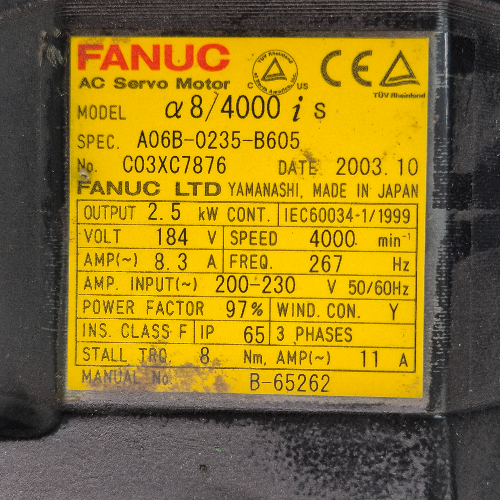 FANUC
AC Servo Motor
C US
TÜV Rheinland
MODEL α8/4000 i s
SPEC. A06B-0235-B605
No. C03XC7876 DATE 2003.10
FANUC LTD YAMANASHI, MADE IN JAPAN
OUTPUT 2.5 kW CONT. IEC60034-1/1999
VOLT 184 V SPEED 4000 min⁻¹
AMP(~) 8.3 A FREQ. 267 Hz
AMP. INPUT(~) 200-230 V 50/60Hz
POWER FACTOR 97% WIND. CON. Y
INS. CLASS F IP 65 3 PHASES
STALL TRQ. 8 Nm, AMP(~) 11 A
MANUAL No. B-65262